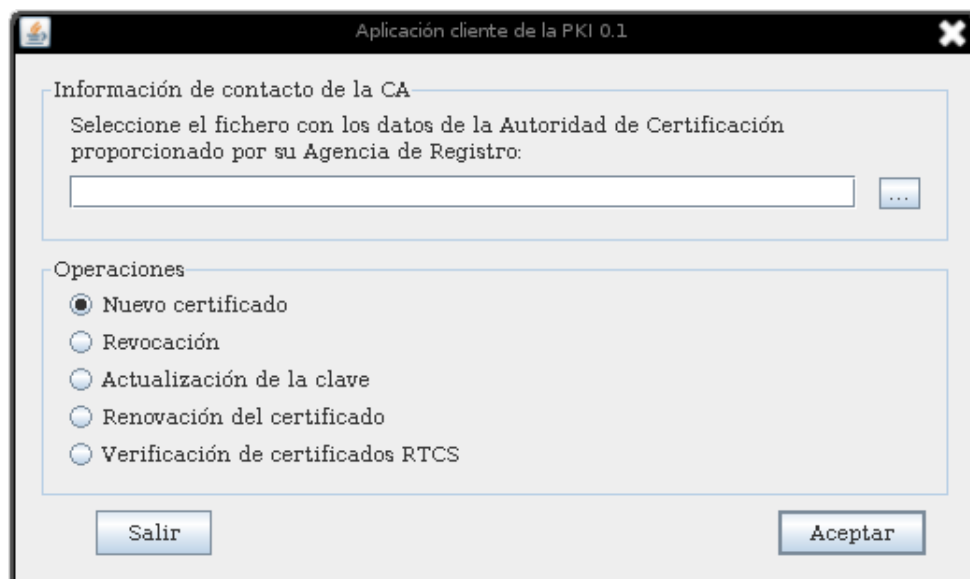 Aplicación cliente de la PKI 0.1
Información de contacto de la CA
Seleccione el fichero con los datos de la Autoridad de Certificación
proporcionado por su Agencia de Registro:
...
Operaciones
Nuevo certificado
Revocación
Actualización de la clave
Renovación del certificado
Verificación de certificados RTCS
Salir
Aceptar